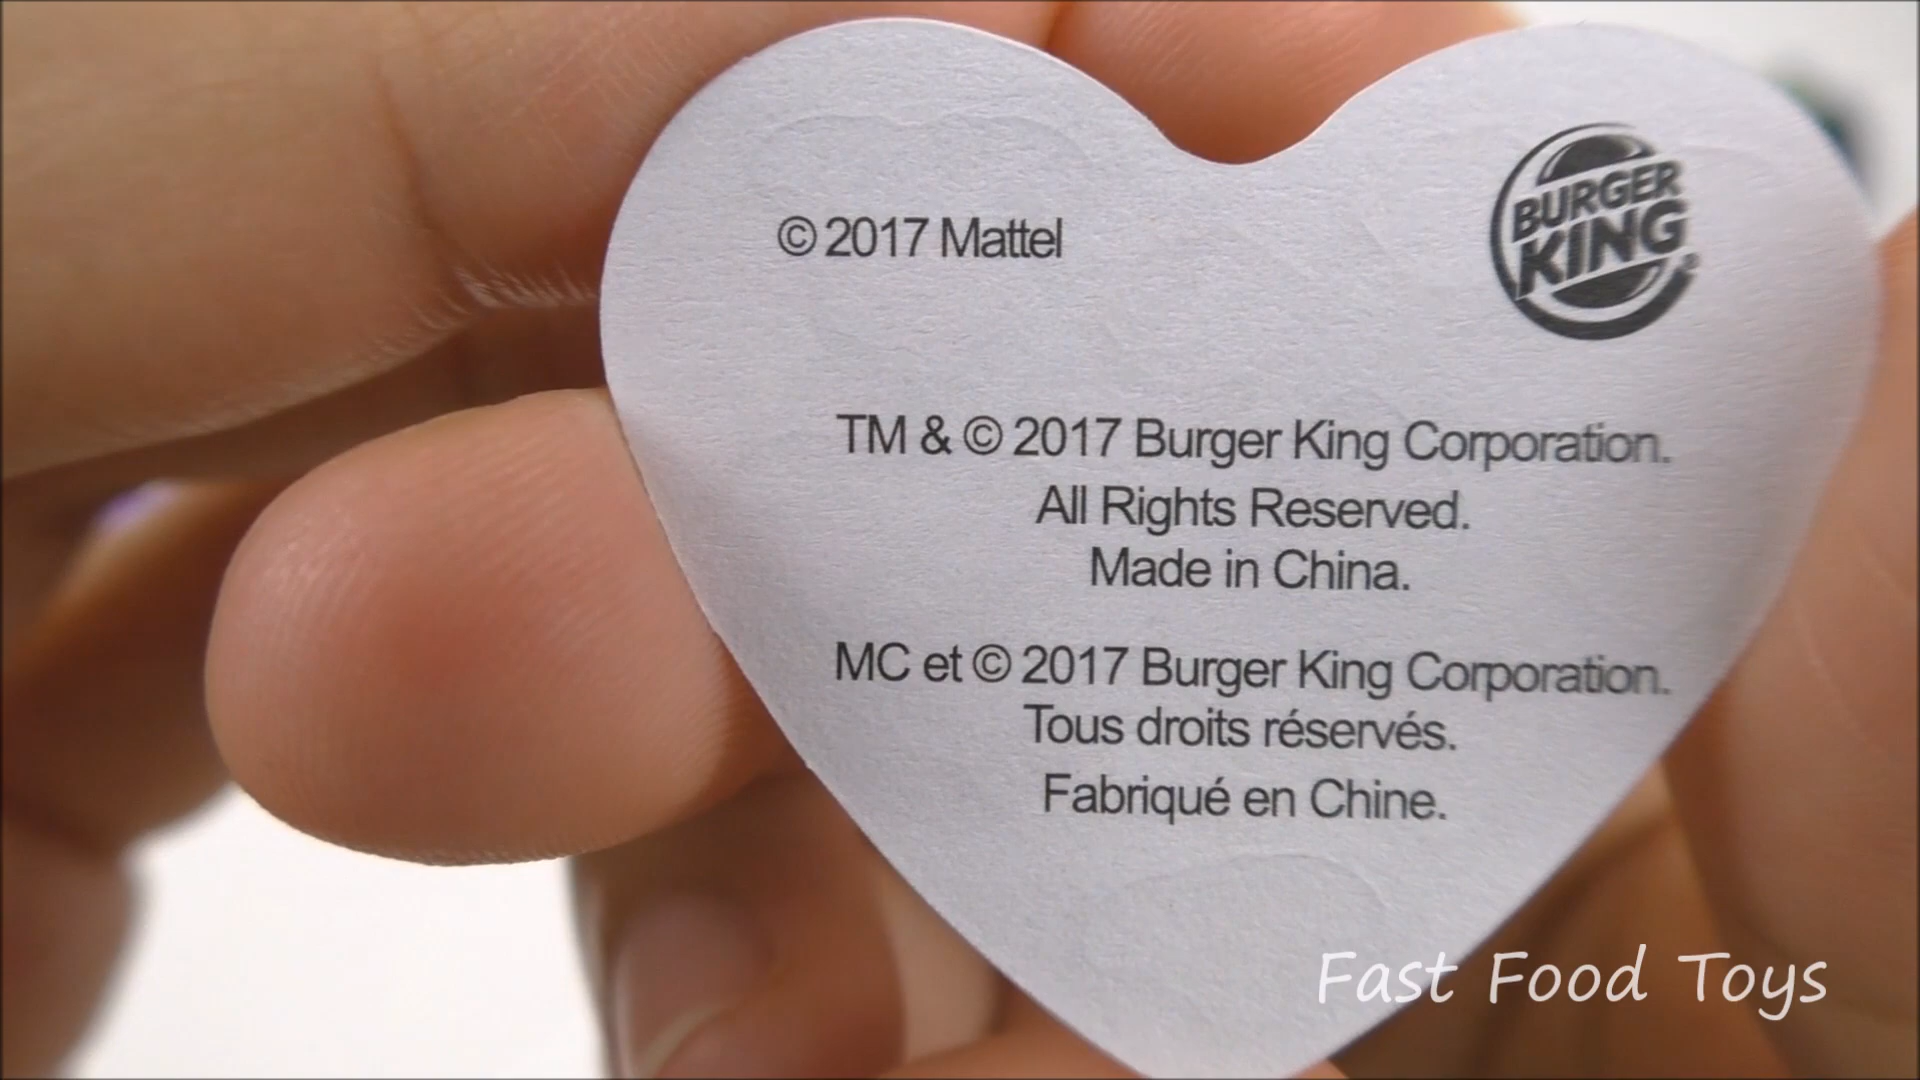 © 2017 Mattel
BURGER
KING
TM & © 2017 Burger King Corporation.
All Rights Reserved.
Made in China.
MC et © 2017 Burger King Corporation.
Tous droits réservés.
Fabriqué en Chine.
Fast Food Toys